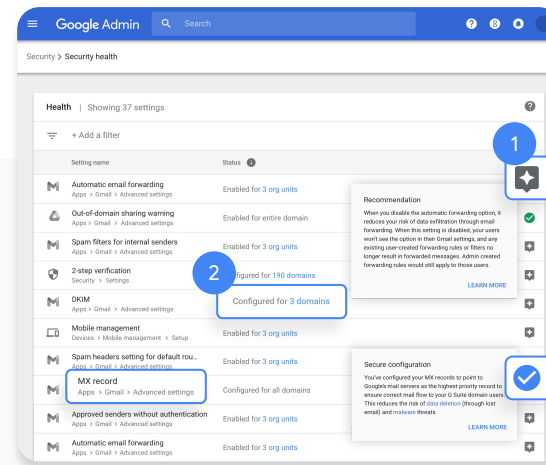 Google Admin
Search
Security > Security health
Health | Showing 37 settings
+ Add a filter
Setting name Status
1
Automatic email forwarding
Apps > Gmail > Advanced settings
Enabled for 3 org units
Recommendation
When you disable the automatic forwarding option, it
reduces your risk of data exfiltration through email
forwarding. When this setting is disabled, your users
won't see the option in their Gmail settings, and any
existing user-created forwarding rules or filters no
longer result in forwarded messages. Admin created
forwarding rules would still apply to those users.
LEARN MORE
Out-of-domain sharing warning
Apps > Gmail > Advanced settings
Enabled for entire domain
Spam filters for internal senders
Apps > Gmail > Advanced settings
Enabled for 3 org units
2
2-step verification
Security > Settings
for 190 domains
DKIM
Apps > Gmail > Advanced settings
Configured for 3 domains
Mobile management
Devices > Mobile management > Setup
Enabled for 3 org units
Spam headers setting for default rou...
Apps > Gmail > Advanced settings
Enabled for 3 org units
MX record
Apps > Gmail > Advanced settings
Configured for all domains
Secure configuration
You've configured your MX records to point to
Google's mail servers as the highest priority record to
ensure correct mail flow to your G Suite domain users.
This reduces the risk of data deletion (through lost
email) and malware threats.
LEARN MORE
Approved senders without authentication
Apps > Gmail > Advanced settings
Enabled for 3 org units
Automatic email forwarding
Apps > Gmail > Advanced settings
Enabled for 3 org units